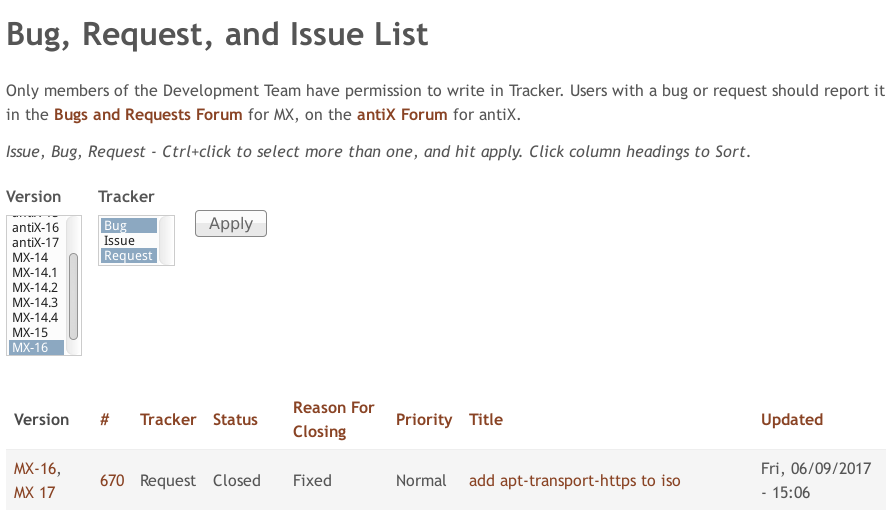 Bug, Request, and Issue List
Only members of the Development Team have permission to write in Tracker. Users with a bug or request should report it
in the Bugs and Requests Forum for MX, on the antiX Forum for antiX.
Issue, Bug, Request - Ctrl+click to select more than one, and hit apply. Click column headings to Sort.
Version Tracker
antiX-16
antiX-17
MX-14
MX-14.1
MX-14.2
MX-14.3
MX-14.4
MX-15
MX-16
Bug
Issue
Request
Apply
Version # Tracker Status Reason For Closing Priority Title Updated
MX-16, 670 Request Closed Fixed Normal add apt-transport-https to iso Fri, 06/09/2017
MX 17 - 15:06